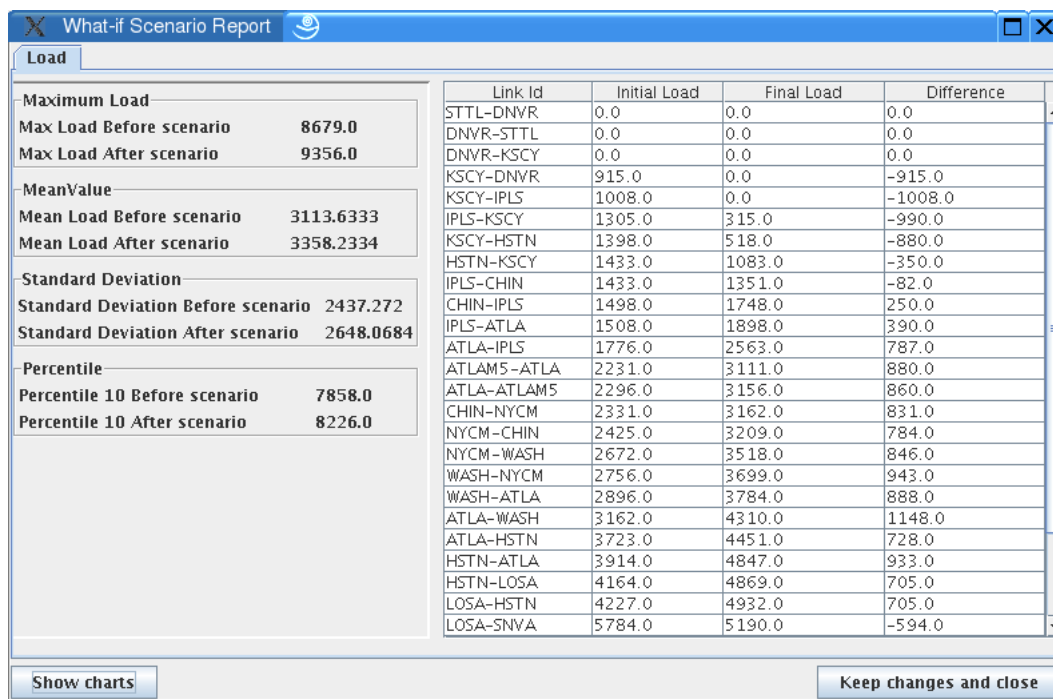 What-if Scenario Report
Load
Maximum Load
Max Load Before scenario 8679.0
Max Load After scenario 9356.0
MeanValue
Mean Load Before scenario 3113.6333
Mean Load After scenario 3358.2334
Standard Deviation
Standard Deviation Before scenario 2437.272
Standard Deviation After scenario 2648.0684
Percentile
Percentile 10 Before scenario 7858.0
Percentile 10 After scenario 8226.0
Link Id Initial Load Final Load Difference
STTL-DNVR 0.0 0.0 0.0
DNVR-STTL 0.0 0.0 0.0
DNVR-KSCY 0.0 0.0 0.0
KSCY-DNVR 915.0 0.0 -915.0
KSCY-IPLS 1008.0 0.0 -1008.0
IPLS-KSCY 1305.0 315.0 -990.0
KSCY-HSTN 1398.0 518.0 -880.0
HSTN-KSCY 1433.0 1083.0 -350.0
IPLS-CHIN 1433.0 1351.0 -82.0
CHIN-IPLS 1498.0 1748.0 250.0
IPLS-ATLA 1508.0 1898.0 390.0
ATLA-IPLS 1776.0 2563.0 787.0
ATLAM5-ATLA 2231.0 3111.0 880.0
ATLA-ATLAM5 2296.0 3156.0 860.0
CHIN-NYCM 2331.0 3162.0 831.0
NYCM-CHIN 2425.0 3209.0 784.0
NYCM-WASH 2672.0 3518.0 846.0
WASH-NYCM 2756.0 3699.0 943.0
WASH-ATLA 2896.0 3784.0 888.0
ATLA-WASH 3162.0 4310.0 1148.0
ATLA-HSTN 3723.0 4451.0 728.0
HSTN-ATLA 3914.0 4847.0 933.0
HSTN-LOSA 4164.0 4869.0 705.0
LOSA-HSTN 4227.0 4932.0 705.0
LOSA-SNVA 5784.0 5190.0 -594.0
Show charts
Keep changes and close